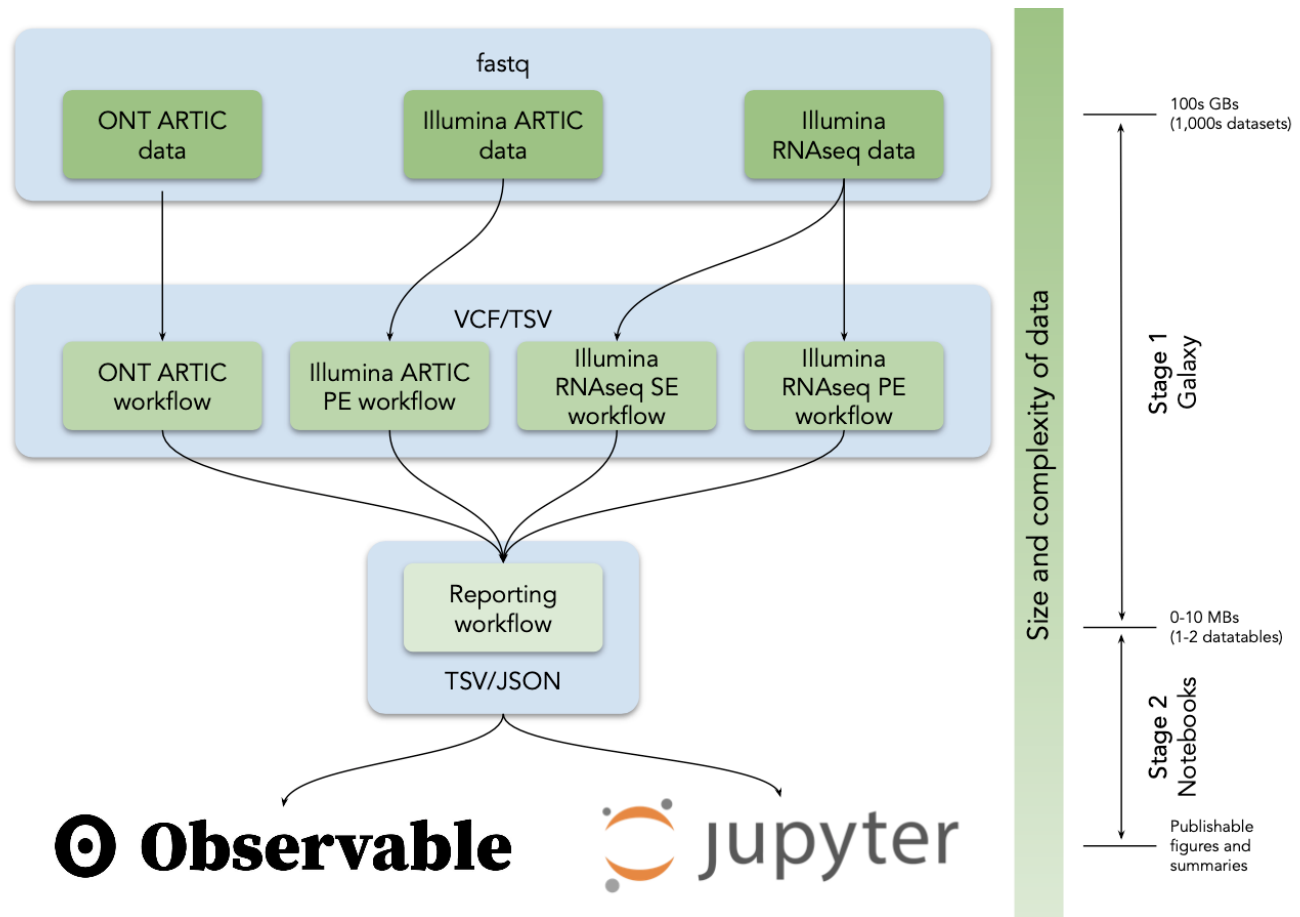 fastq
ONT ARTIC
data
Illumina ARTIC
data
Illumina
RNAseq data
VCF/TSV
ONT ARTIC
workflow
Illumina ARTIC
PE workflow
Illumina
RNAseq SE
workflow
Illumina
RNAseq PE
workflow
Reporting
workflow
TSV/JSON
Observable
jupyter
Size and complexity of data
100s GBs
(1,000s datasets)
Stage 1
Galaxy
0-10 MBs
(1-2 datatables)
Stage 2
Notebooks
Publishable
figures and
summaries